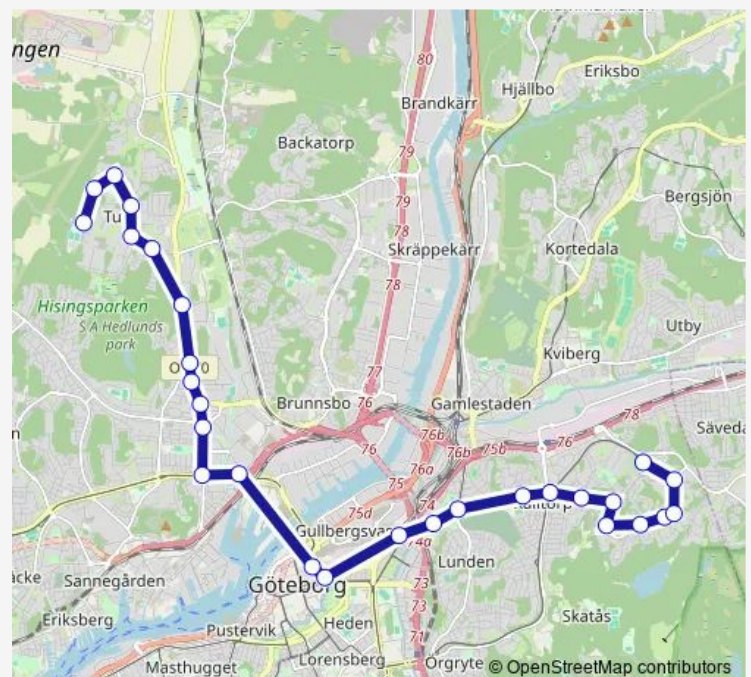 ngen
80
Hjällbo
Eriksbo
Brandkärr
Backatorp
79
79
78
Bergsjön
Tu
Skräppekärr
Kortedala
78
Hisingsparken
S A Hedlunds
park
Utby
Kviberg
77
76
Brunnsbo
Gamlestaden
78
n
76
76b
76b
75b
76
Säveda
76a
75
75d
74
Gullbergsvas
74a
Lunden
äcke
Sannegården
Göteborg
73
73
Eriksberg
Heden
Skatås
Pustervik
71
Masthugget
Lorensberg
Örgryte
© OpenStreetMap contributors